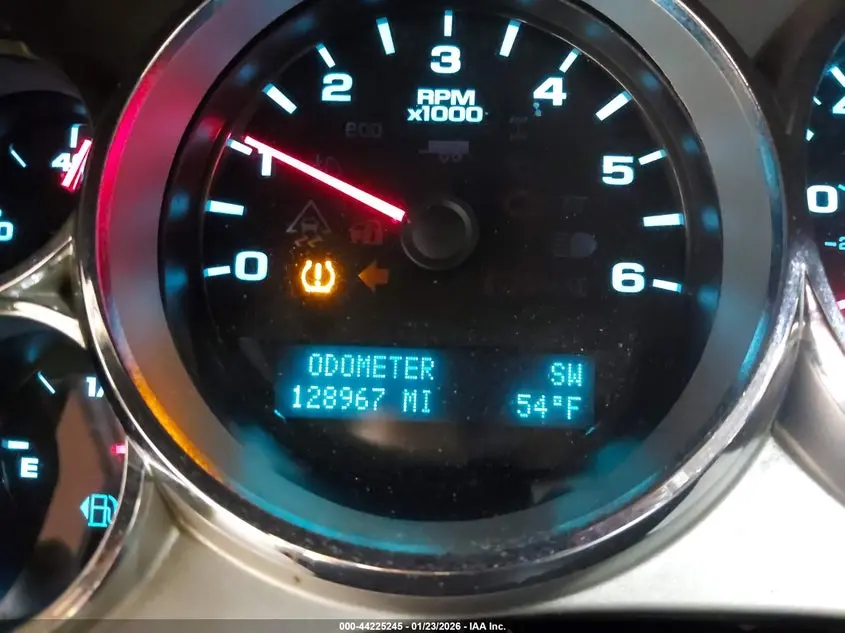 3
2
4
RPM
x1000
1
5
0
0
6
ODOMETER
SW
128967 MI
54°F
E
000-44225245 - 01/23/2026 - IAA Inc.